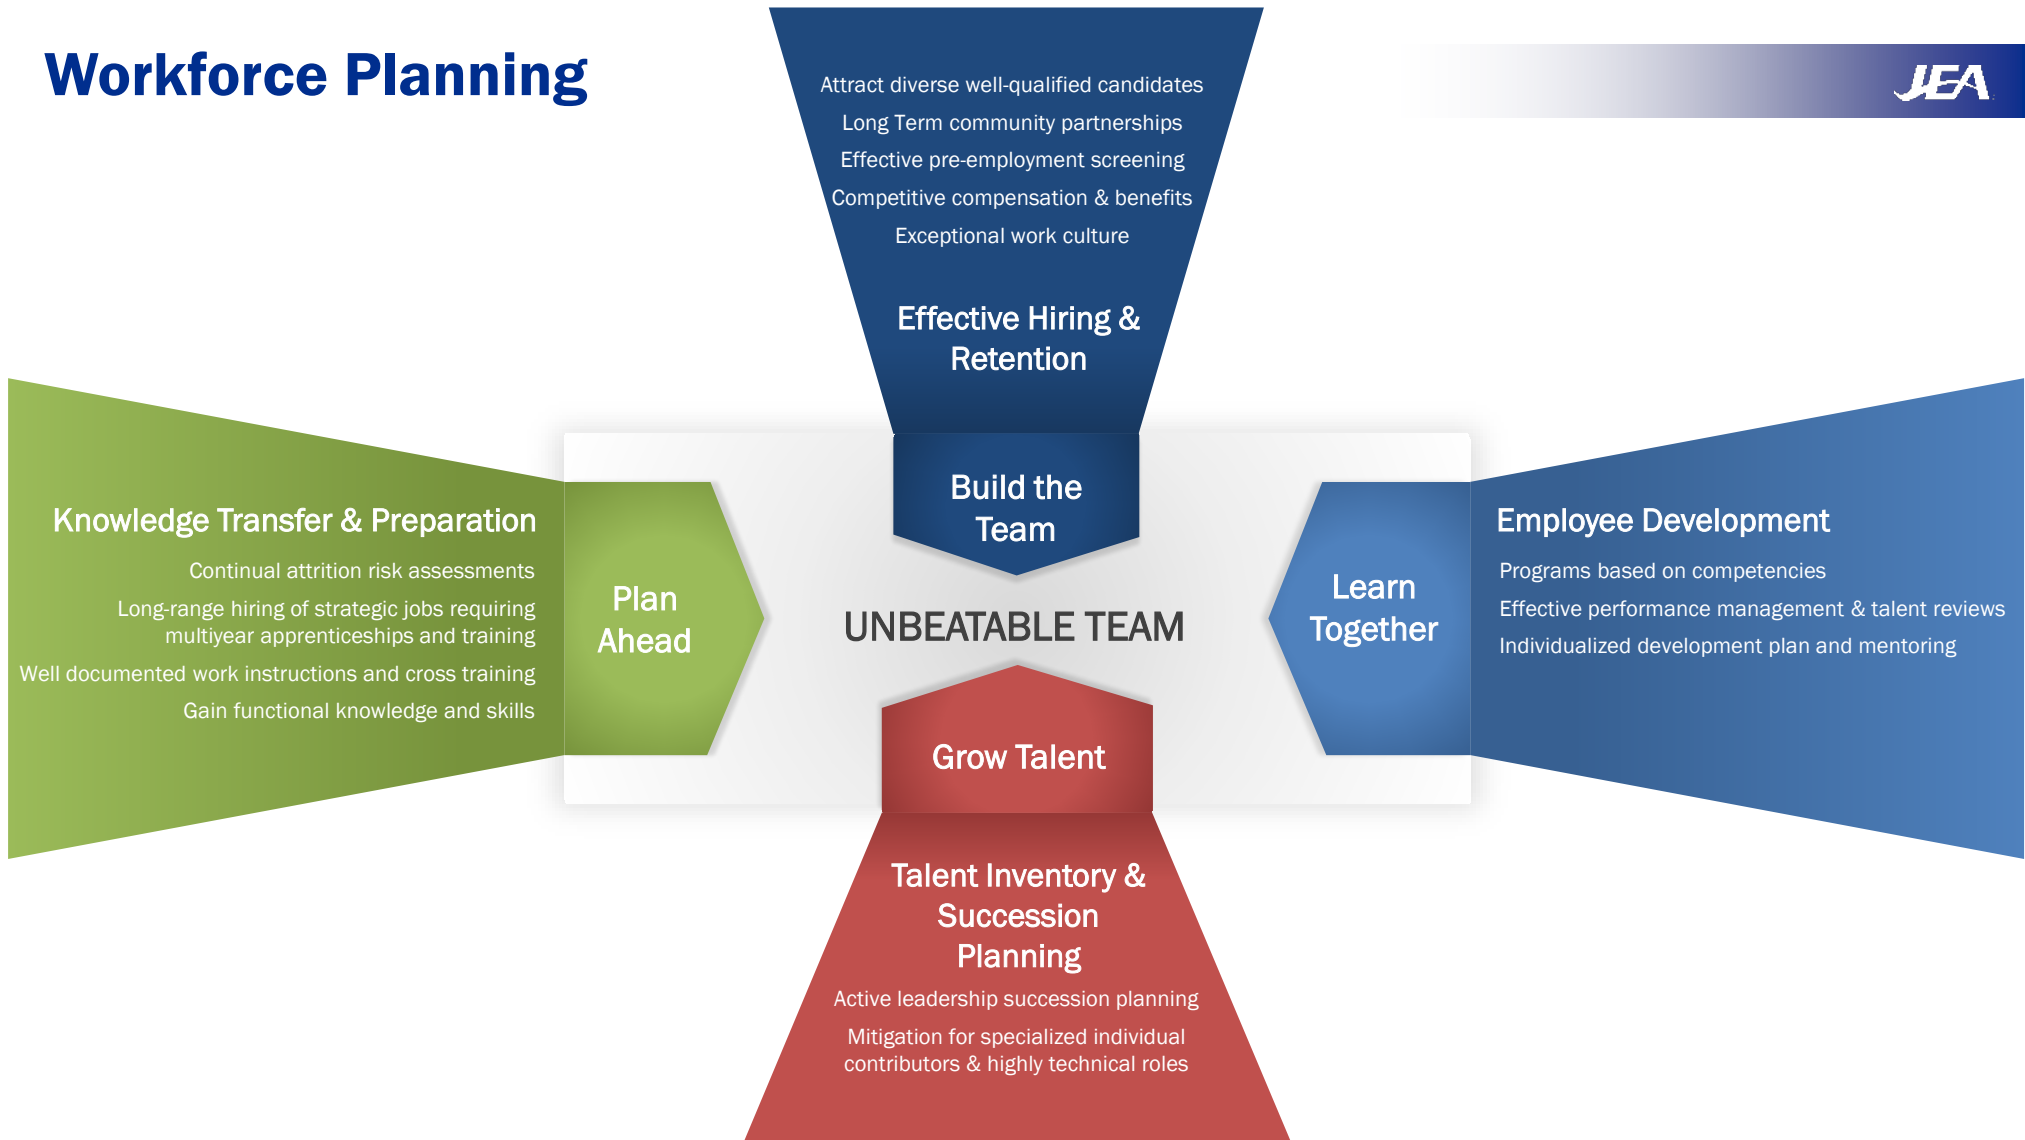 Workforce Planning
JEA
Attract diverse well-qualified candidates
Long Term community partnerships
Effective pre-employment screening
Competitive compensation & benefits
Exceptional work culture
Effective Hiring &
Retention
Build the
Team
Knowledge Transfer & Preparation
Continual attrition risk assessments
Long-range hiring of strategic jobs requiring
multiyear apprenticeships and training
Well documented work instructions and cross training
Gain functional knowledge and skills
Plan
Ahead
UNBEATABLE TEAM
Learn
Together
Employee Development
Programs based on competencies
Effective performance management & talent reviews
Individualized development plan and mentoring
Grow Talent
Talent Inventory &
Succession
Planning
Active leadership succession planning
Mitigation for specialized individual
contributors & highly technical roles